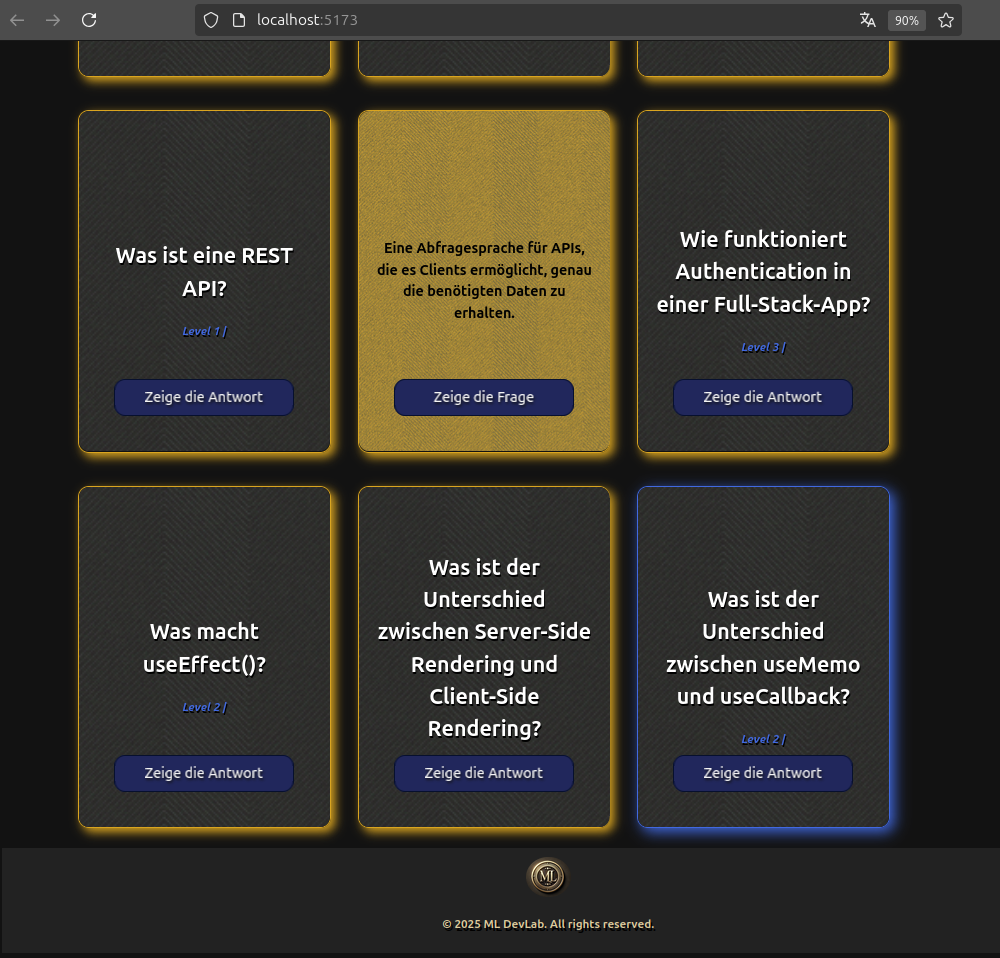 localhost:5173
90%
Was ist eine REST
API?
Level 1 |
Zeige die Antwort
Eine Abfragesprache für APIs,
die es Clients ermöglicht, genau
die benötigten Daten zu
erhalten.
Zeige die Frage
Wie funktioniert
Authentication in
einer Full-Stack-App?
Level 3 |
Zeige die Antwort
Was macht
useEffect()?
Level 2 |
Zeige die Antwort
Was ist der
Unterschied
zwischen Server-Side
Rendering und
Client-Side
Rendering?
Zeige die Antwort
Was ist der
Unterschied
zwischen useMemo
und useCallback?
Level 2 |
Zeige die Antwort
ML
© 2025 ML DevLab. All rights reserved.